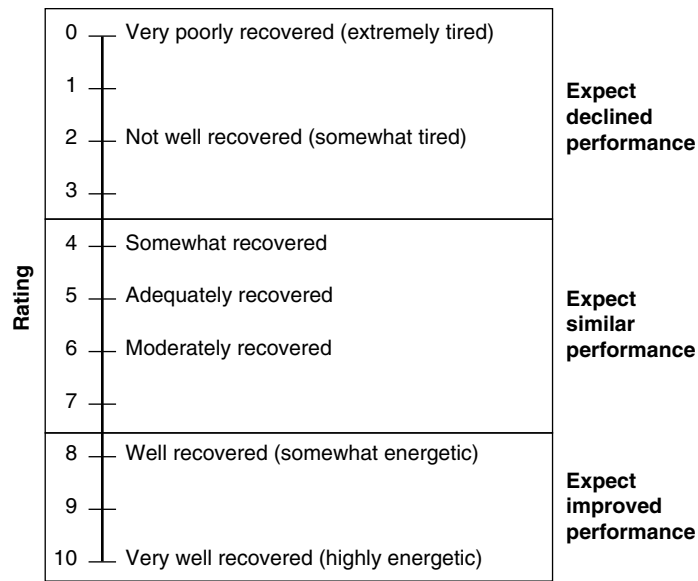 0 Very poorly recovered (extremely tired)
1
2 Not well recovered (somewhat tired)
3
Expect
declined
performance
4 Somewhat recovered
5 Adequately recovered
6 Moderately recovered
7
Expect
similar
performance
8 Well recovered (somewhat energetic)
9
10 Very well recovered (highly energetic)
Expect
improved
performance
Rating